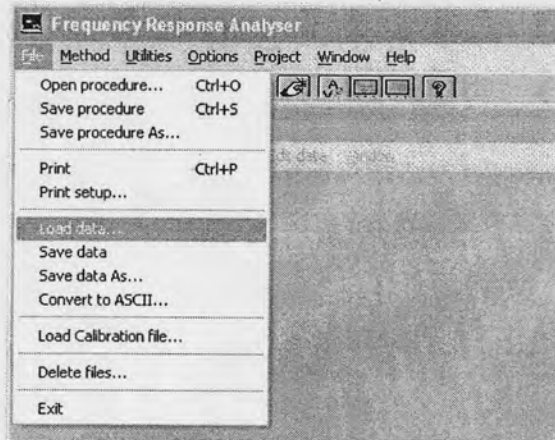 Frequency Response Analyser
File Method Utilities Options Project Window Help
Open procedure... Ctrl+O
Save procedure Ctrl+S
Save procedure As...
Print Ctrl+P
Print setup...
Load data...
Save data
Save data As...
Convert to ASCII...
Load Calibration file...
Delete files...
Exit